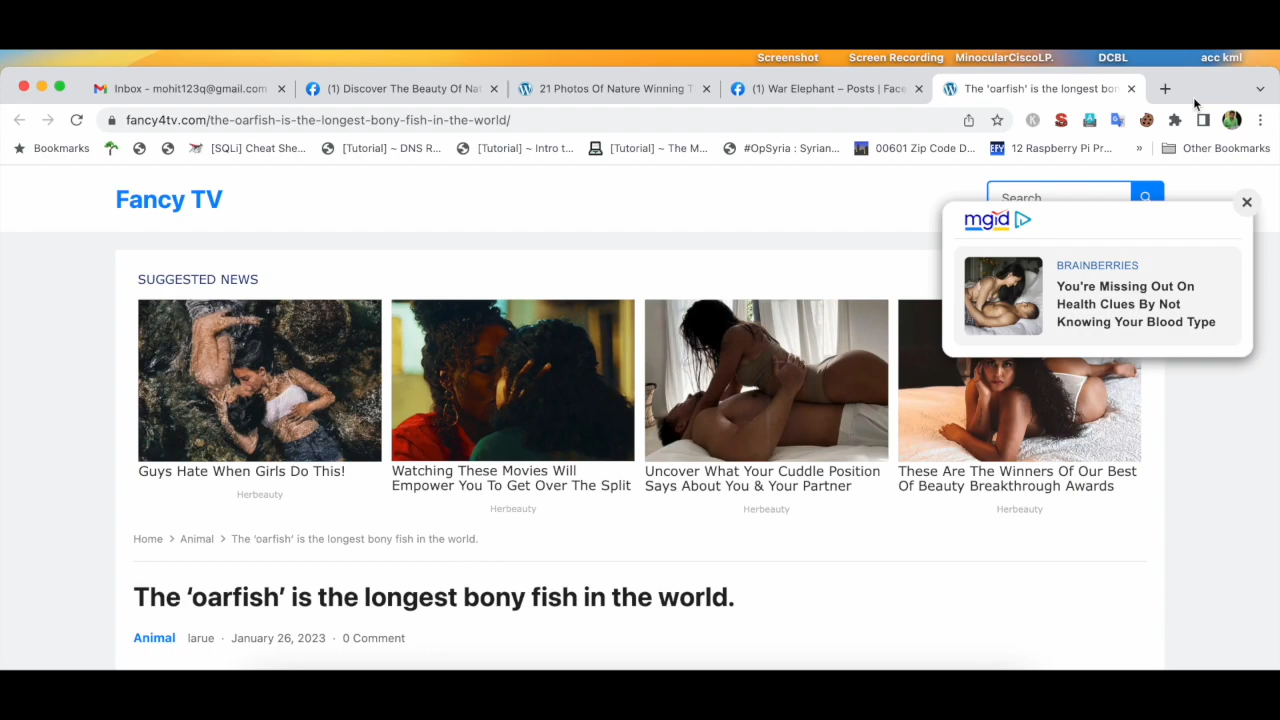 Screenshot Screen Recording MinocularCiscoLP. DCBL acc kml
Inbox - mohit123q@gmail.com (1) Discover The Beauty Of Nat 21 Photos Of Nature Winning T (1) War Elephant – Posts | Face The 'oarfish' is the longest bon
fancy4tv.com/the-oarfish-is-the-longest-bony-fish-in-the-world/
Bookmarks [SQLi] Cheat She... [Tutorial] ~ DNS R... [Tutorial] ~ Intro t... [Tutorial] ~ The M... #OpSyria : Syrian... 00601 Zip Code D... EFY 12 Raspberry Pi Pr... » Other Bookmarks
Fancy TV
Search
mgid
BRAINBERRIES
You're Missing Out On
Health Clues By Not
Knowing Your Blood Type
SUGGESTED NEWS
Guys Hate When Girls Do This!
Herbeauty
Watching These Movies Will
Empower You To Get Over The Split
Herbeauty
Uncover What Your Cuddle Position
Says About You & Your Partner
Herbeauty
These Are The Winners Of Our Best
Of Beauty Breakthrough Awards
Herbeauty
Home > Animal > The 'oarfish' is the longest bony fish in the world.
The ‘oarfish’ is the longest bony fish in the world.
Animal larue · January 26, 2023 · 0 Comment